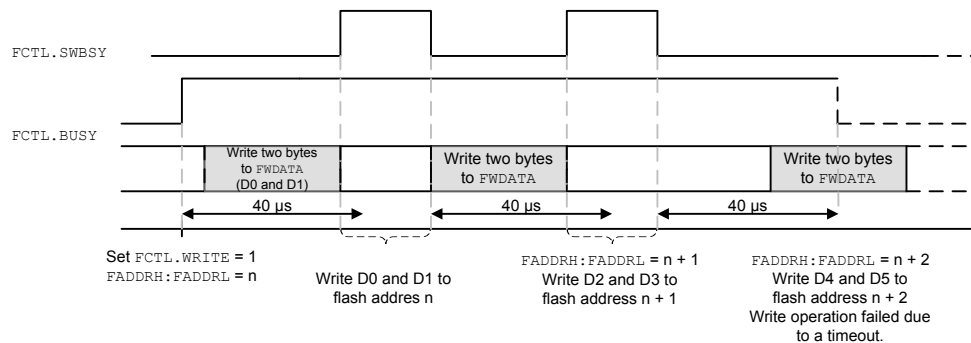 FCTL.SWBSY
FCTL.BUSY
Write two bytes
to FWDATA
(D0 and D1)
Write two bytes
to FWDATA
Write two bytes
to FWDATA
40 µs
40 µs
40 µs
Set FCTL.WRITE = 1
FADDRH:FADDRL = n
Write D0 and D1 to
flash addres n
FADDRH:FADDRL = n + 1
Write D2 and D3 to
flash address n + 1
FADDRH:FADDRL = n + 2
Write D4 and D5 to
flash address n + 2
Write operation failed due
to a timeout.